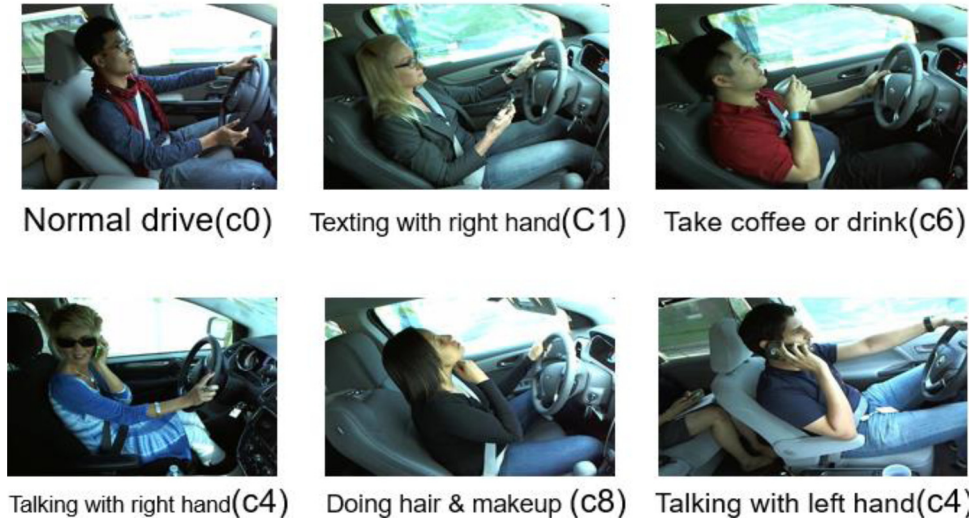 Normal drive(c0)
Texting with right hand(C1)
Take coffee or drink(c6)
Talking with right hand(c4)
Doing hair & makeup (c8)
Talking with left hand(c4)